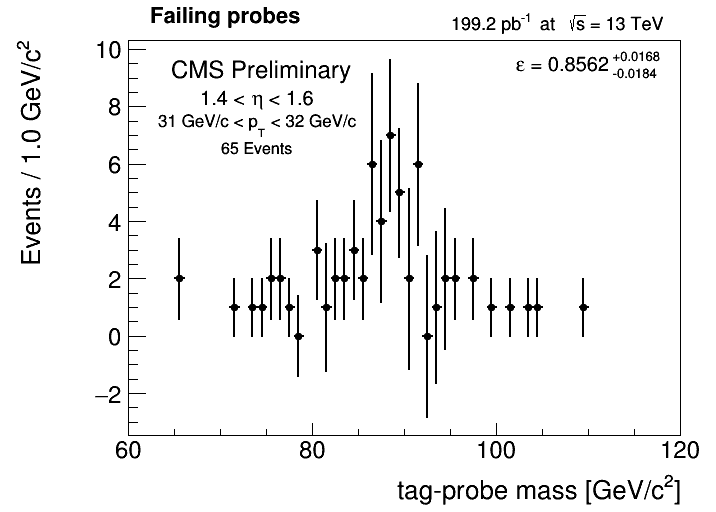 Failing probes
199.2 pb⁻¹ at √s = 13 TeV
CMS Preliminary
ε = 0.8562 +0.0168 -0.0184
1.4 < η < 1.6
31 GeV/c < p_T < 32 GeV/c
65 Events
Events / 1.0 GeV/c²
10
8
6
4
2
0
−2
60 80 100 120
tag-probe mass [GeV/c²]